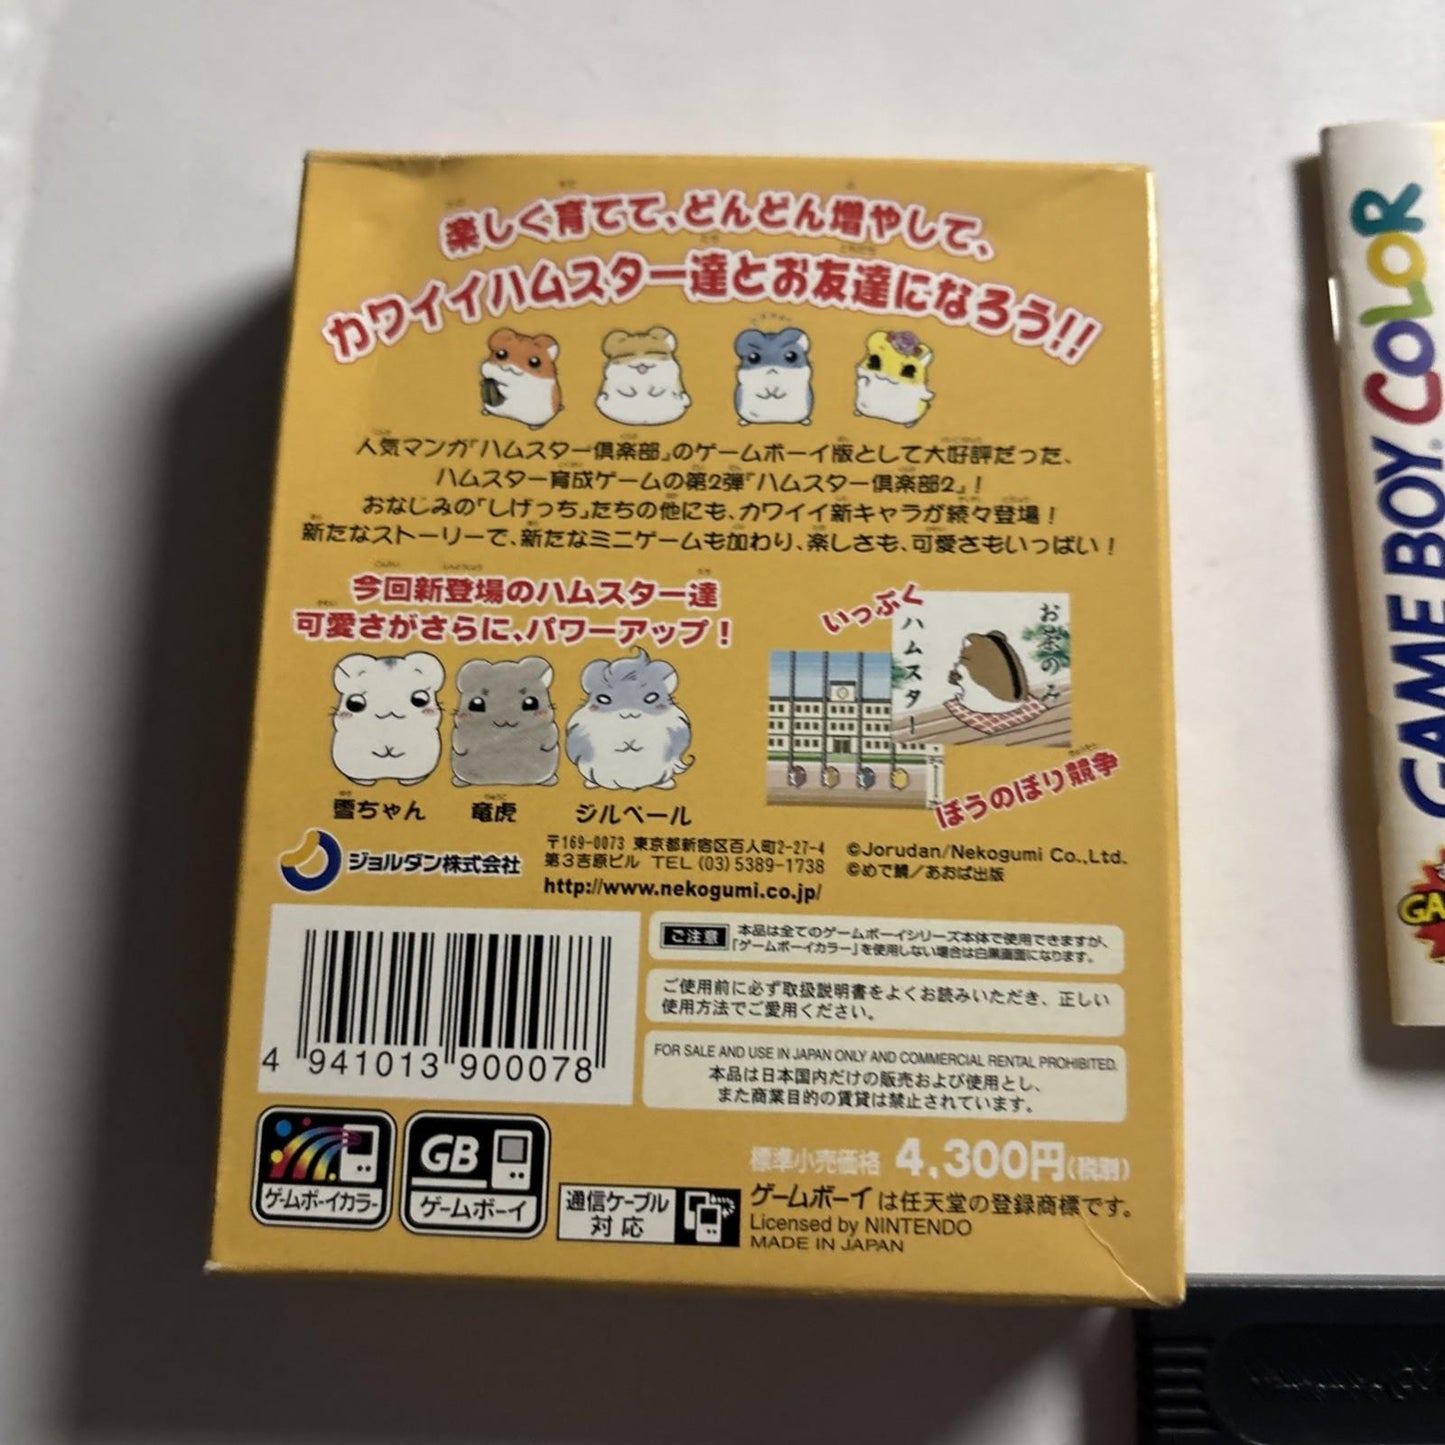 楽しく育てて、どんどん増やして、
カワイイハムスター達とお友達になろう!!
人気マンガ『ハムスター倶楽部』のゲームボーイ版として大好評だった、
ハムスター育成ゲームの第2弾『ハムスター倶楽部2』！
おなじみの「しげっち」たちの他にも、カワイイ新キャラが続々登場！
新たなストーリーで、新たなミニゲームも加わり、楽しさも、可愛さもいっぱい！
今回新登場のハムスター達
可愛さがさらに、パワーアップ！
雪ちゃん 竜虎 ジルベール
いっぷく
ハムスター
お茶のみ
ぼうのぼり競争
ジョルダン株式会社
〒169-0073 東京都新宿区百人町2-27-4
第3吉原ビル TEL (03) 5389-1738
http://www.nekogumi.co.jp/
©Jorudan/Nekogumi Co.,Ltd.
©めで鯛／あおば出版
4 941013 900078
ご注意 本品は全てのゲームボーイシリーズ本体で使用できますが、
「ゲームボーイカラー」を使用しない場合は白黒画面になります。
ご使用前に必ず取扱説明書をよくお読みいただき、正しい
使用方法でご愛用ください。
FOR SALE AND USE IN JAPAN ONLY AND COMMERCIAL RENTAL PROHIBITED.
本品は日本国内だけの販売および使用とし、
また商業目的の賃貸は禁止されています。
ゲームボーイカラー
GB
ゲームボーイ
通信ケーブル
対応
標準小売価格 4,300円(税別)
ゲームボーイは任天堂の登録商標です。
Licensed by NINTENDO
MADE IN JAPAN
GAME BOY COLOR